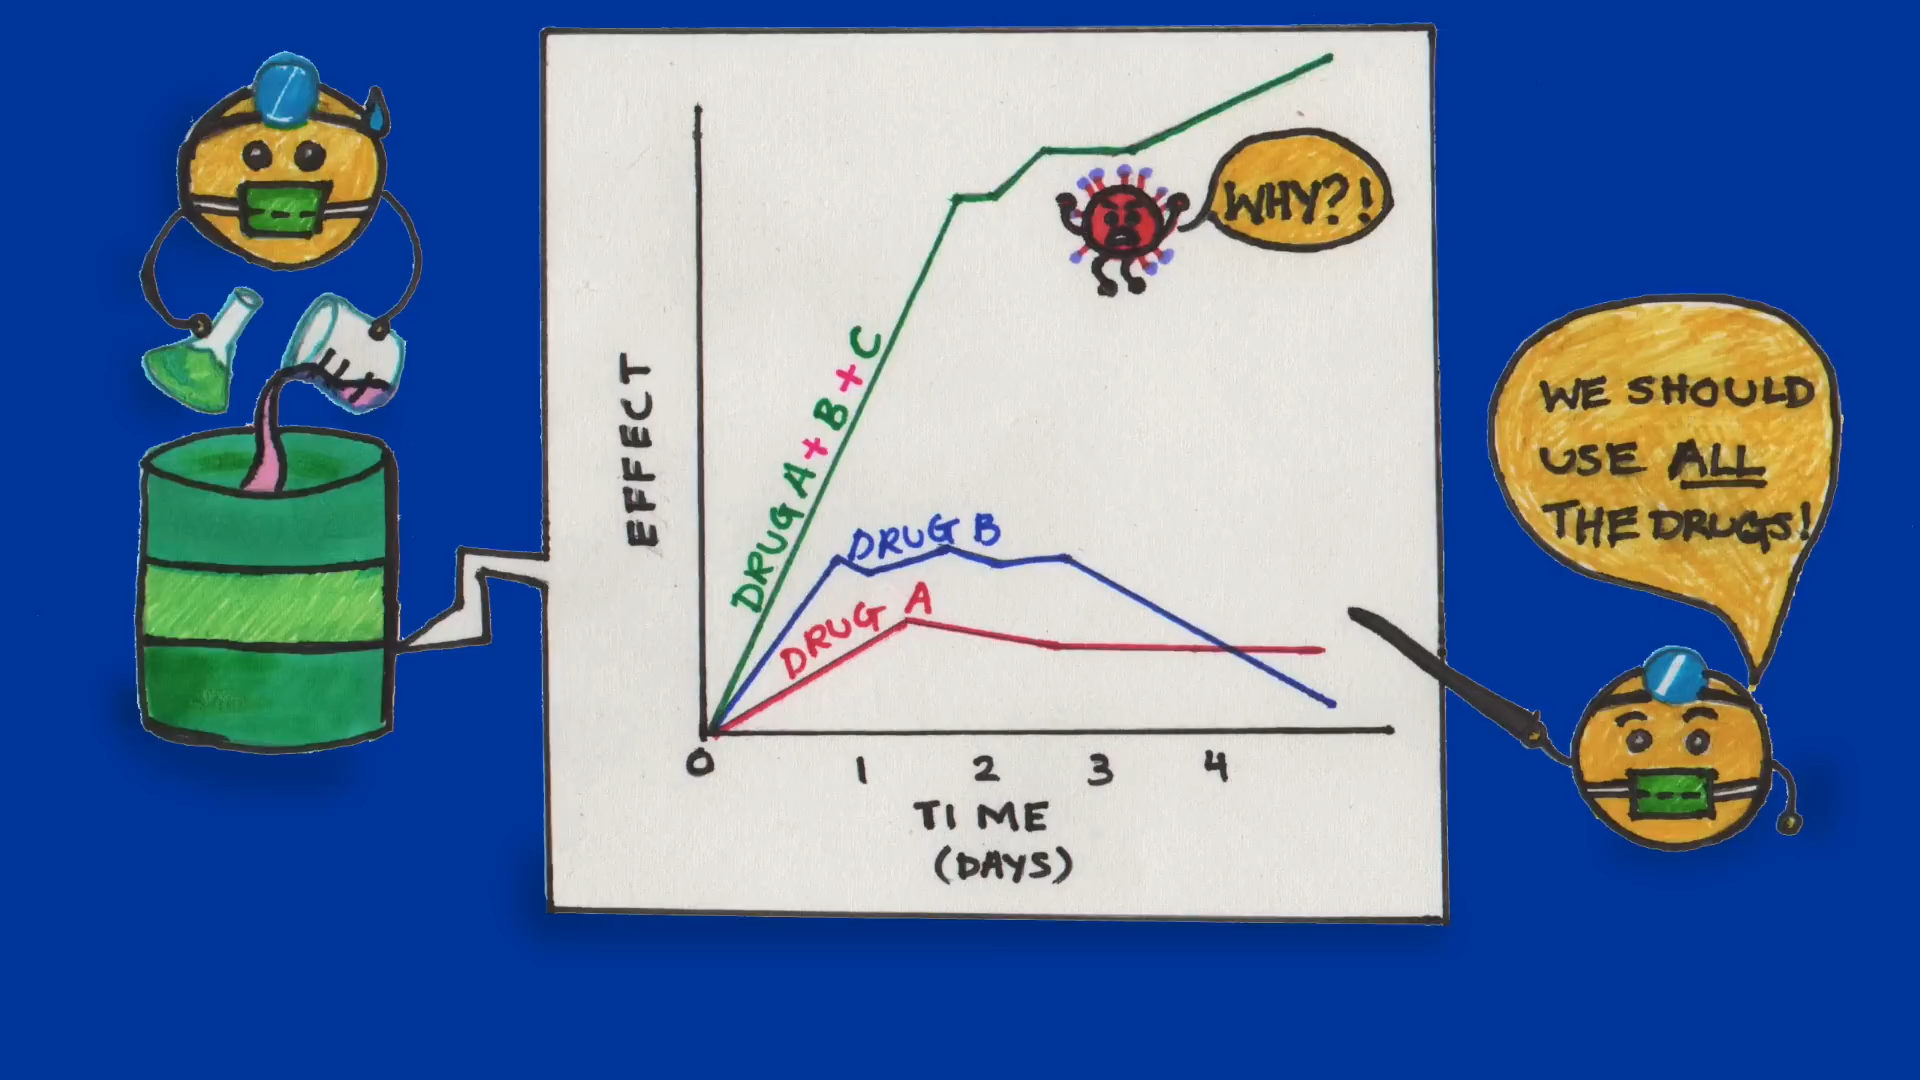 WHY?!
EFFECT
DRUG A + B + C
DRUG B
DRUG A
0 1 2 3 4
TIME
(DAYS)
WE SHOULD
USE ALL
THE DRUGS!